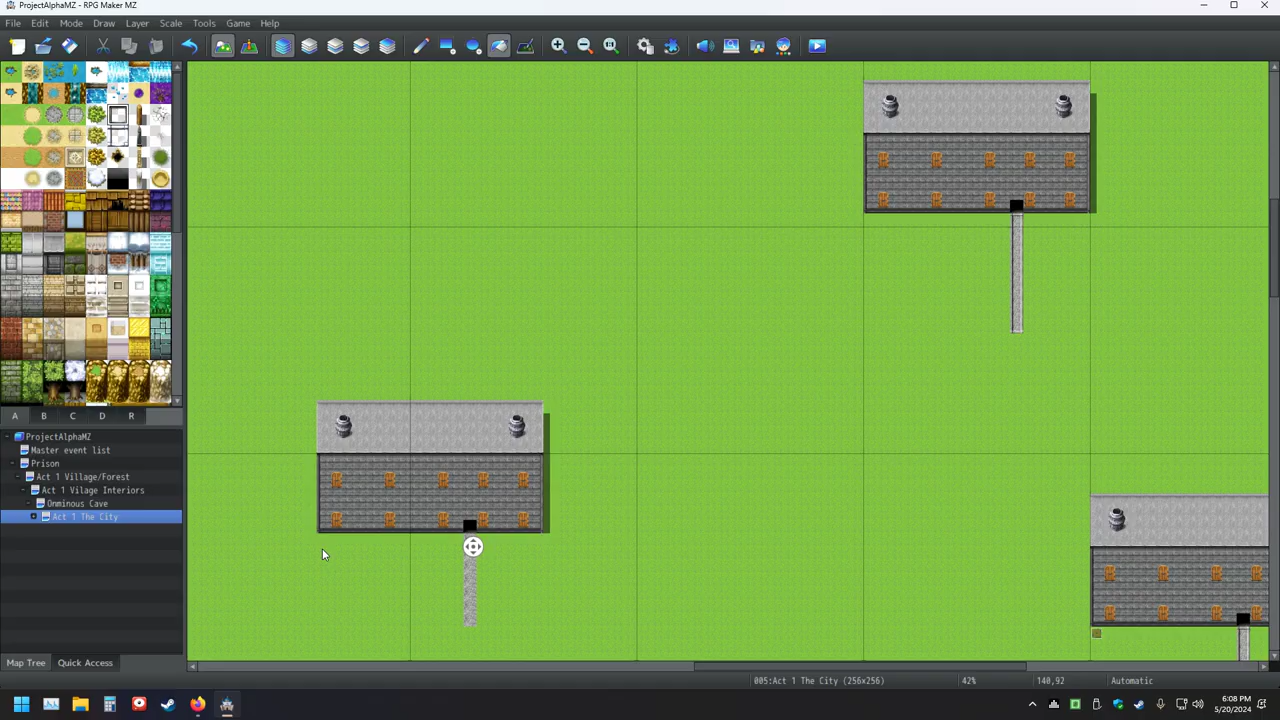 ProjectAlphaMZ - RPG Maker MZ
File Edit Mode Draw Layer Scale Tools Game Help
A B C D R
ProjectAlphaMZ
Master event list
Prison
Act 1 Village/Forest
Act 1 Vilage Interiors
Onminous Cave
Act 1 The City
Map Tree Quick Access
005:Act 1 The City (256x256) 42% 140,92 Automatic
6:08 PM
5/20/2024